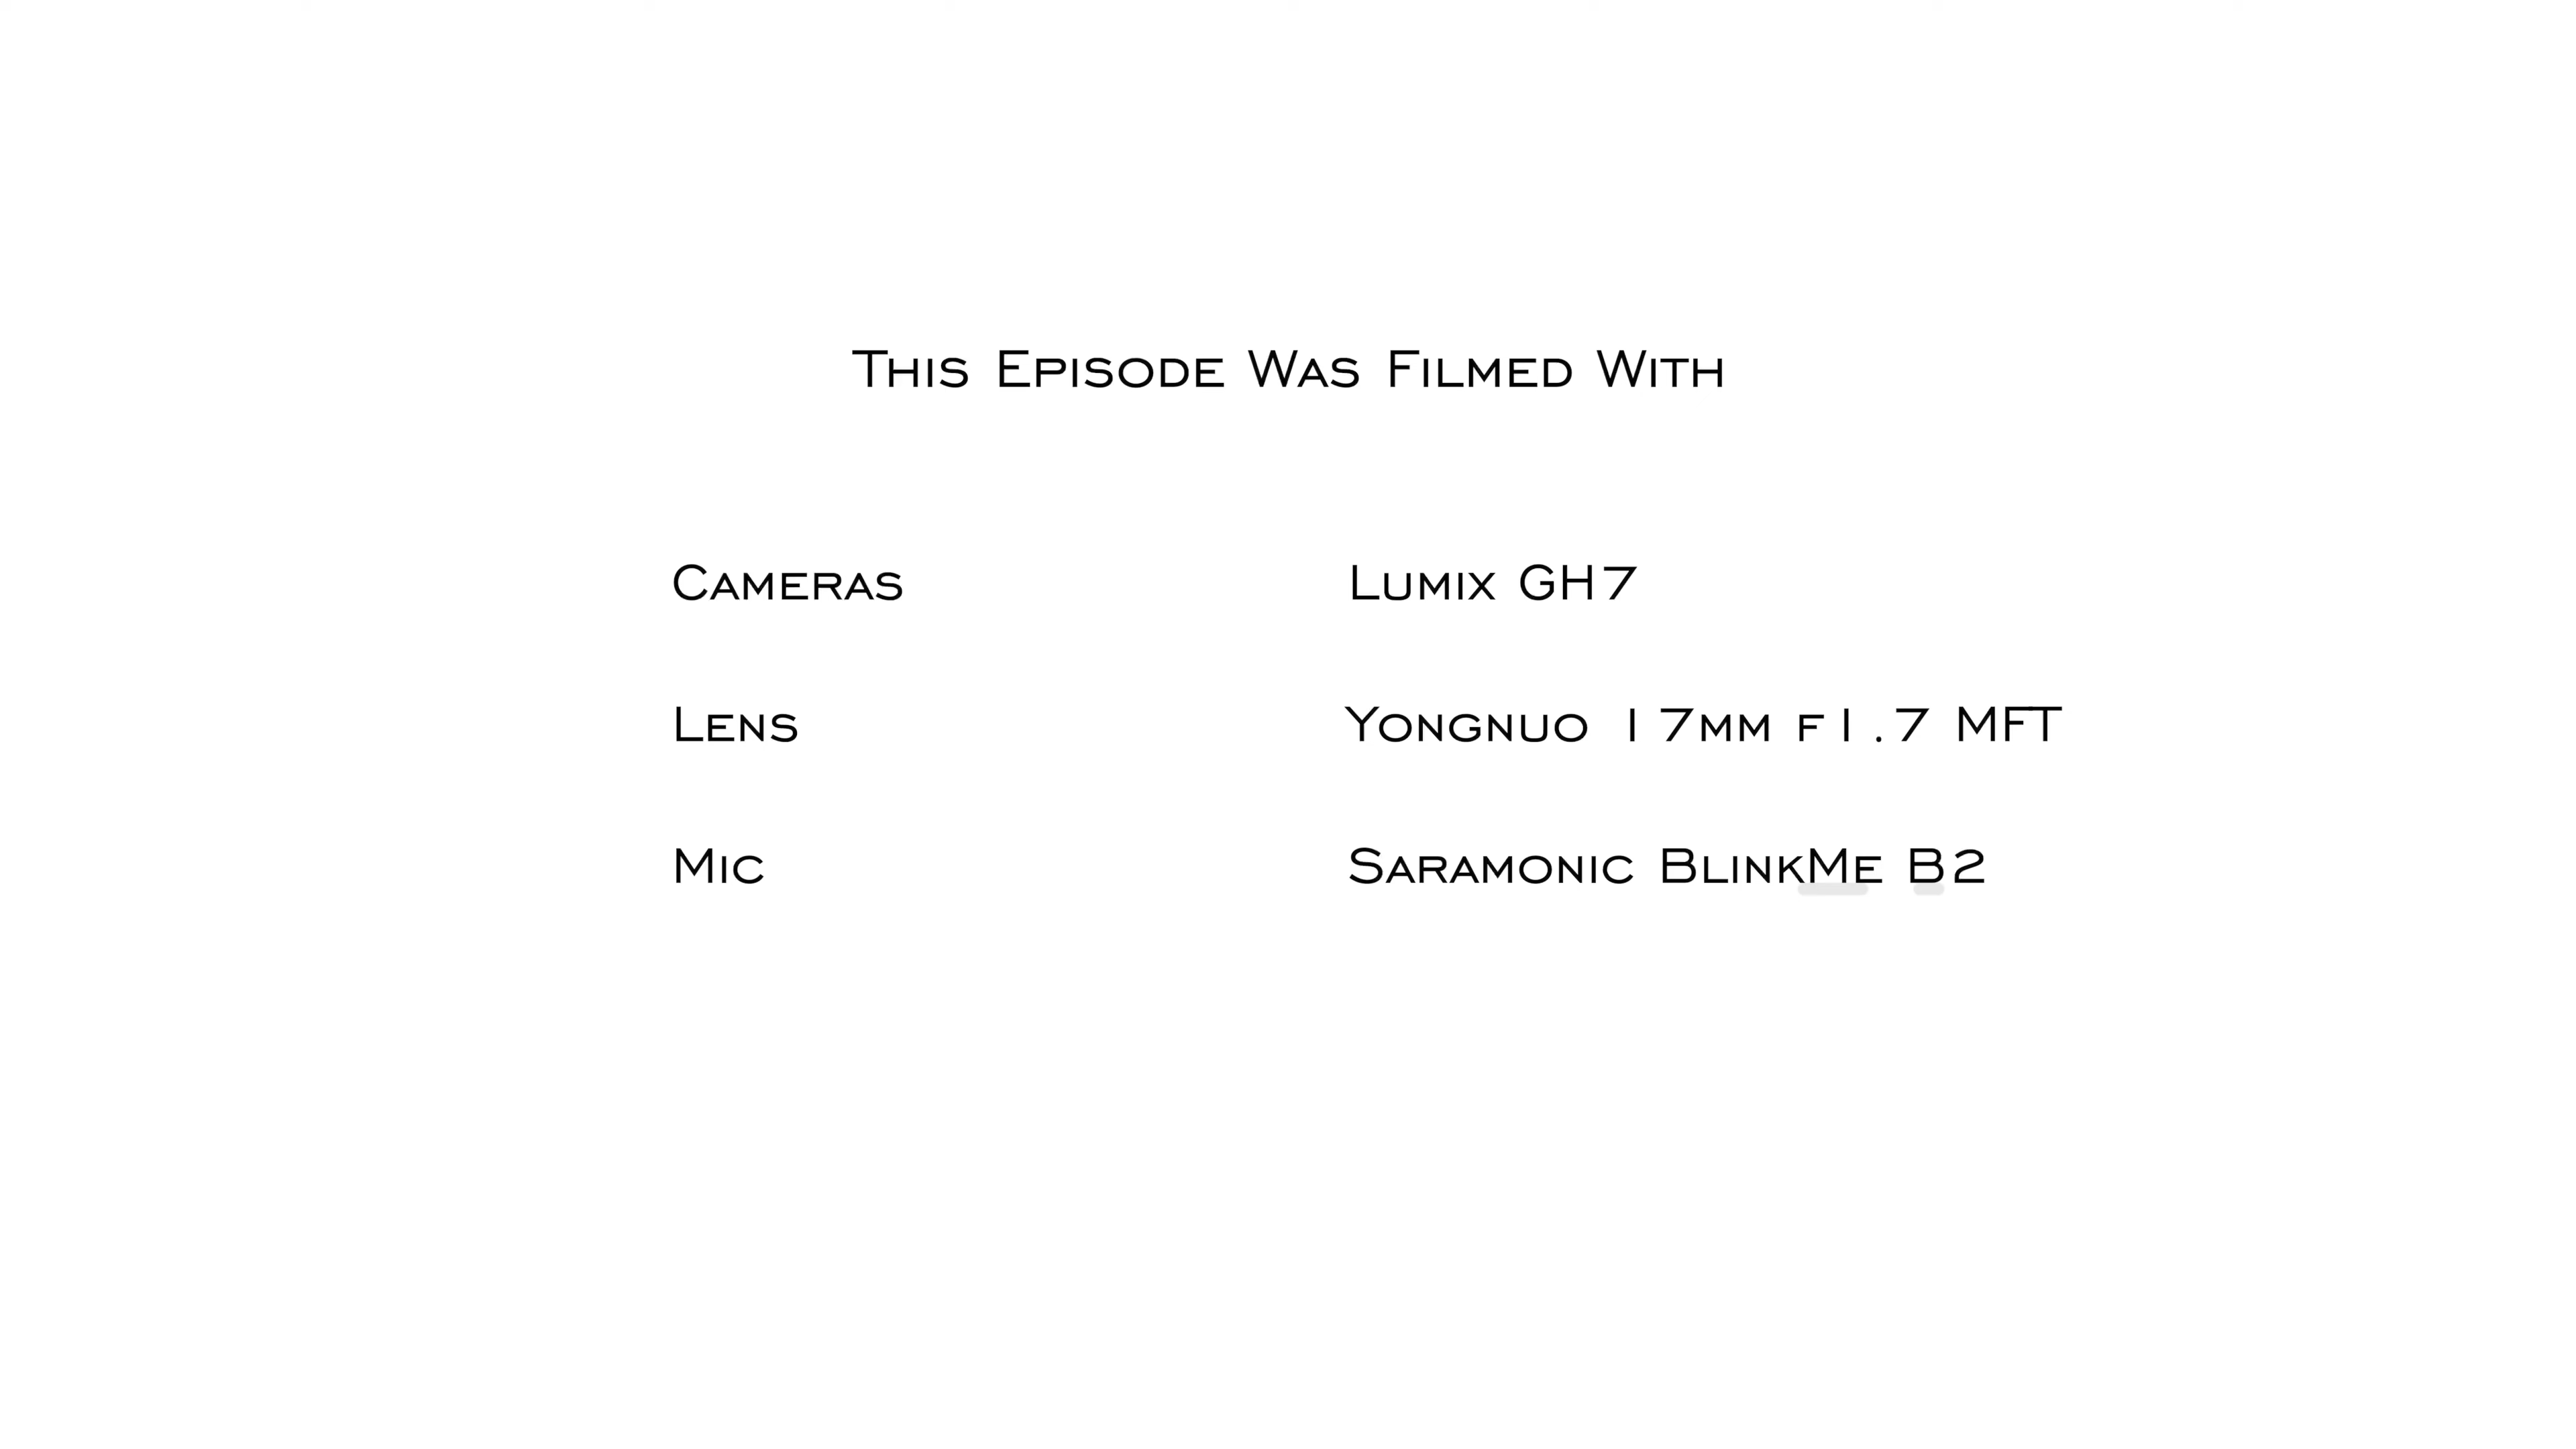 This Episode Was Filmed With
Cameras Lumix GH7
Lens Yongnuo 17mm f1.7 MFT
Mic Saramonic BlinkMe B2